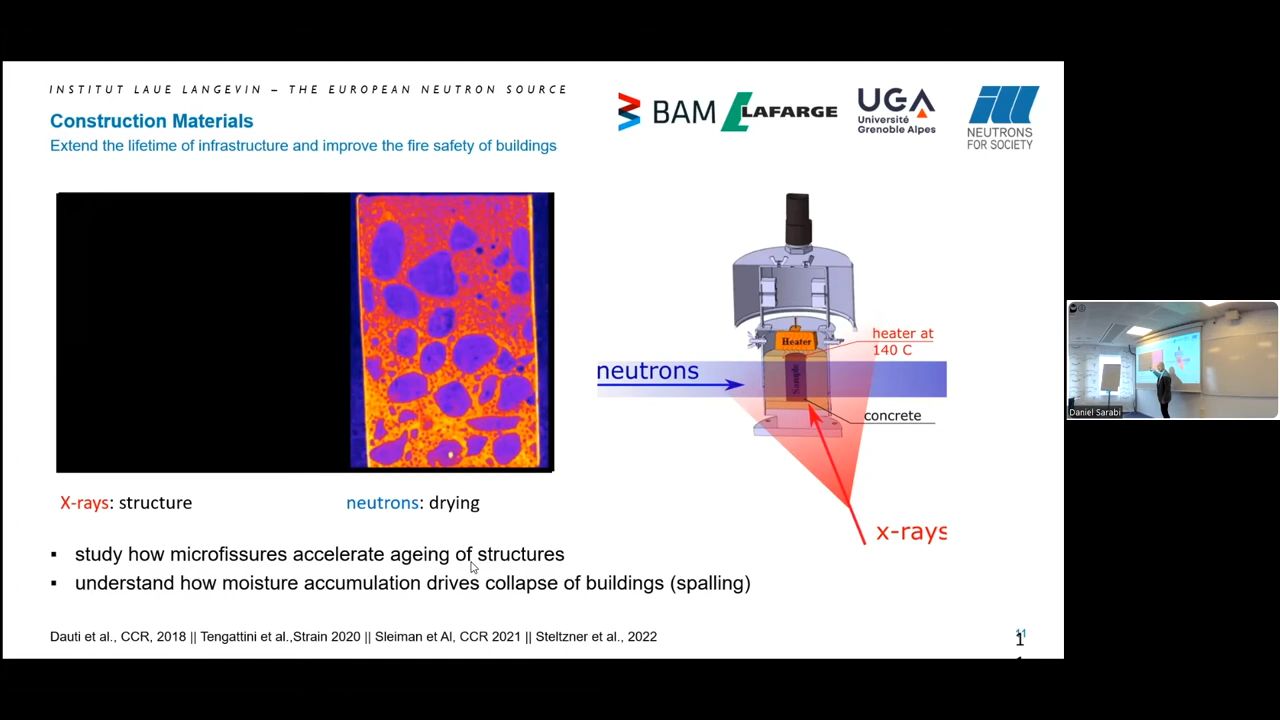 INSTITUT LAUE LANGEVIN – THE EUROPEAN NEUTRON SOURCE
Construction Materials
Extend the lifetime of infrastructure and improve the fire safety of buildings
BAM
LAFARGE
UGA
Université
Grenoble Alpes
ill
NEUTRONS
FOR SOCIETY
heater at
140 C
Heater
neutrons
Sample
concrete
x-rays
X-rays: structure
neutrons: drying
▪ study how microfissures accelerate ageing of structures
▪ understand how moisture accumulation drives collapse of buildings (spalling)
Dauti et al., CCR, 2018 || Tengattini et al.,Strain 2020 || Sleiman et Al, CCR 2021 || Steltzner et al., 2022
11
Daniel Sarabi